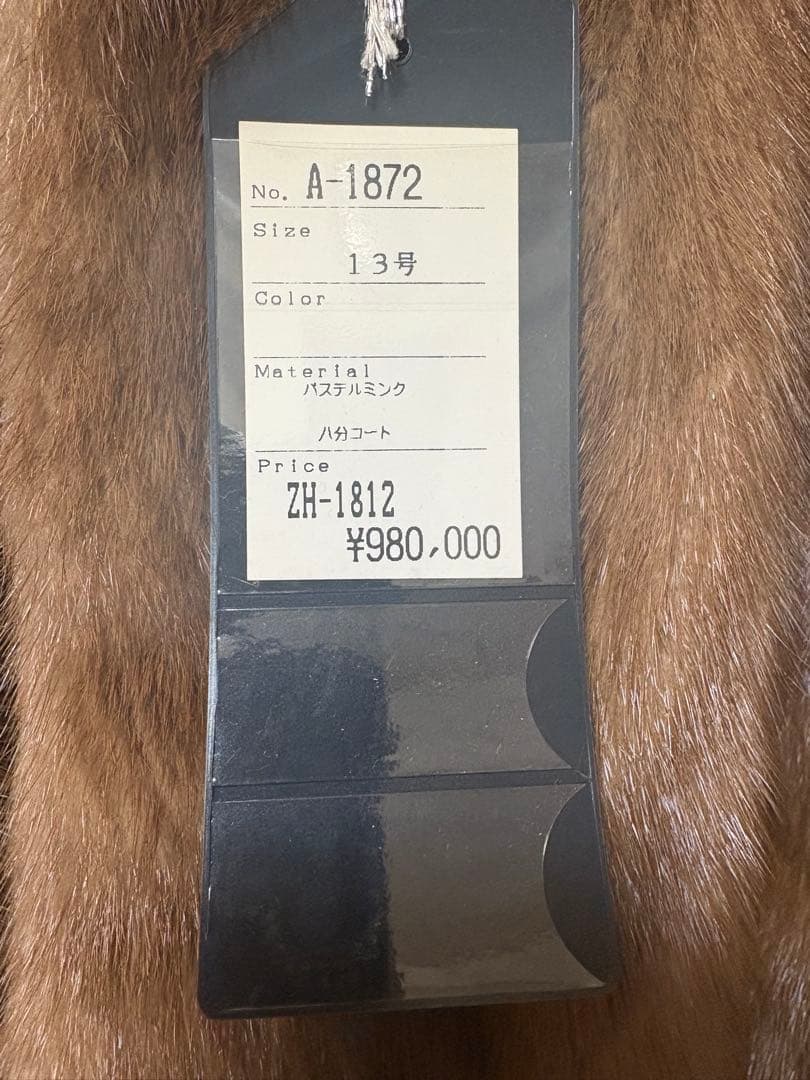 No. A-1872
Size
13号
Color
Material
パステルミンク
八分コート
Price
ZH-1812
¥980,000